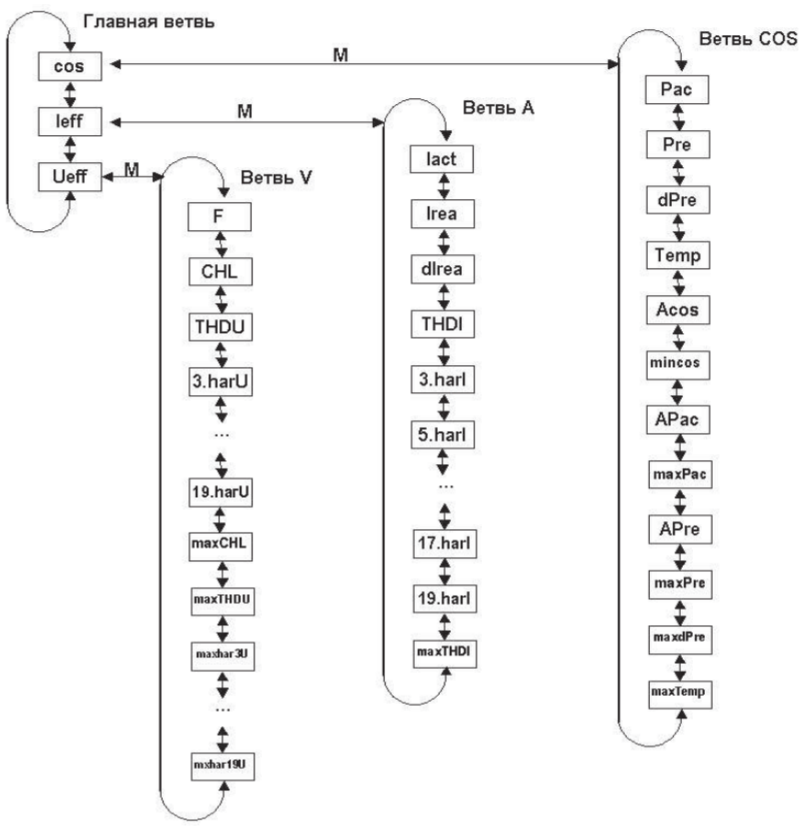 Главная ветвь
cos
Ieff
Ueff
M
M
M
Ветвь V
F
CHL
THDU
3.harU
...
19.harU
maxCHL
maxTHDU
maxhar3U
...
mxhar19U
Ветвь A
Iact
Irea
dIrea
THDI
3.harI
5.harI
...
17.harI
19.harI
maxTHDI
Ветвь COS
Pac
Pre
dPre
Temp
Acos
mincos
APac
maxPac
APre
maxPre
maxdPre
maxTemp